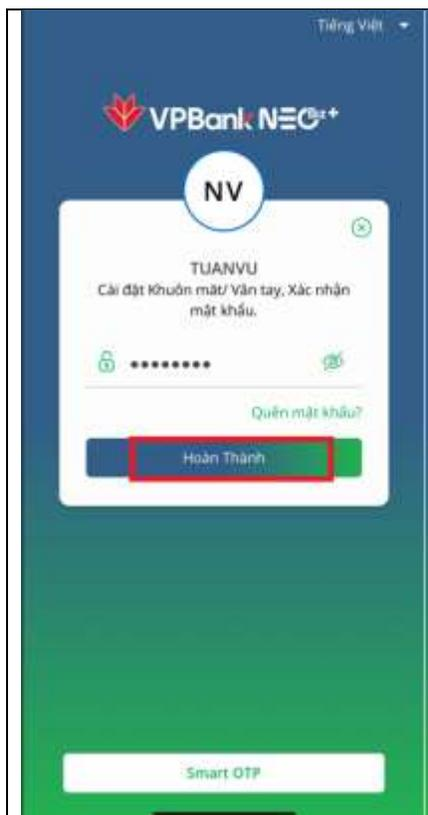 Tiếng Việt
VPBank NEO Biz+
NV
TUANVU
Cài đặt Khuôn mặt/ Vân tay, Xác nhận
mật khẩu.
Quên mật khẩu?
Hoàn Thành
Smart OTP